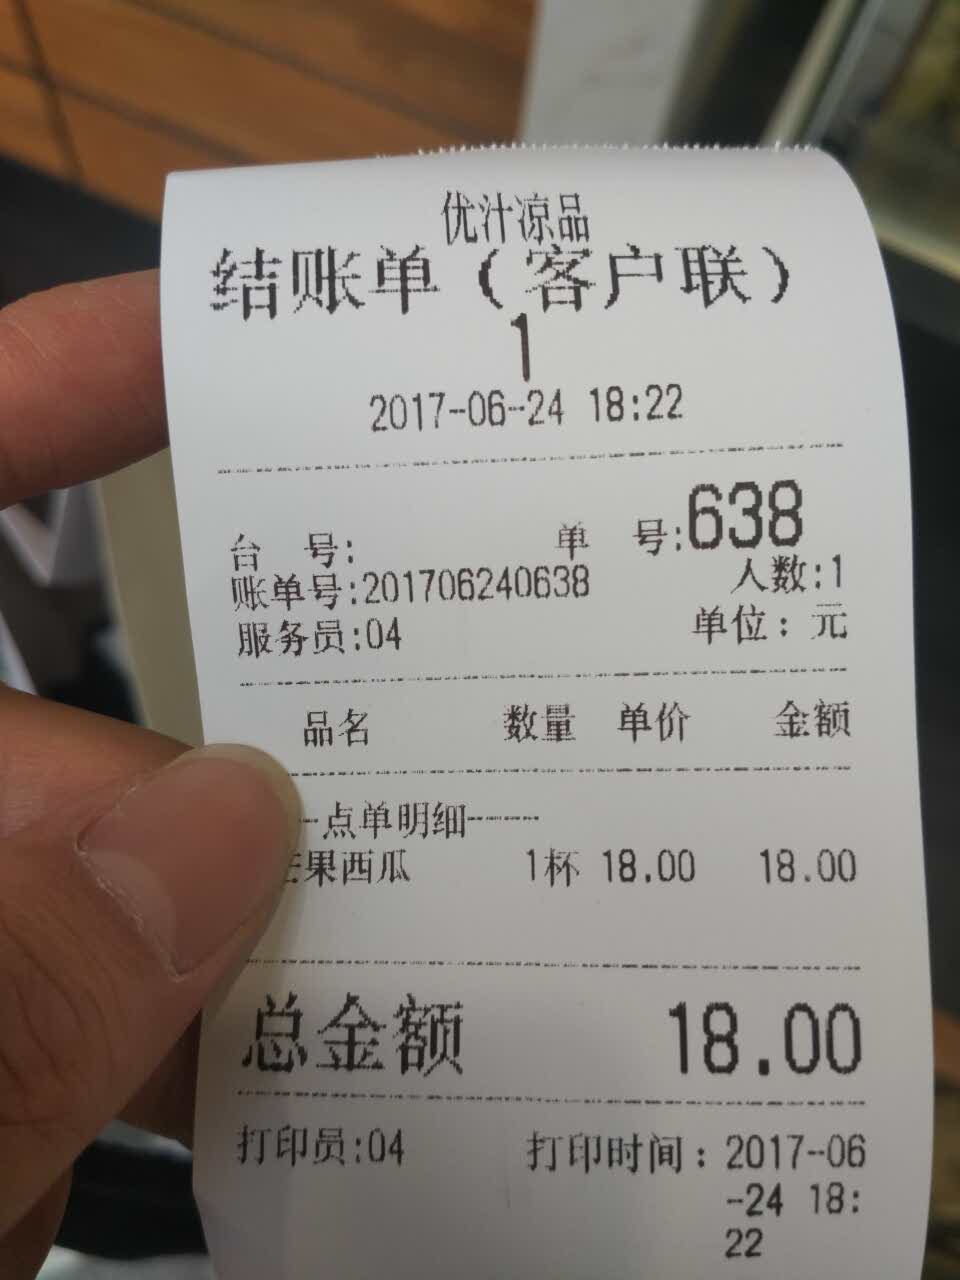 优汁凉品
结账单（客户联）
1
2017-06-24 18:22
台 号: 单 号:638
账单号:201706240638 人数:1
服务员:04 单位：元
品名 数量 单价 金额
-点单明细------
果西瓜 1杯 18.00 18.00
总金额 18.00
打印员:04 打印时间：2017-06
-24 18:
22